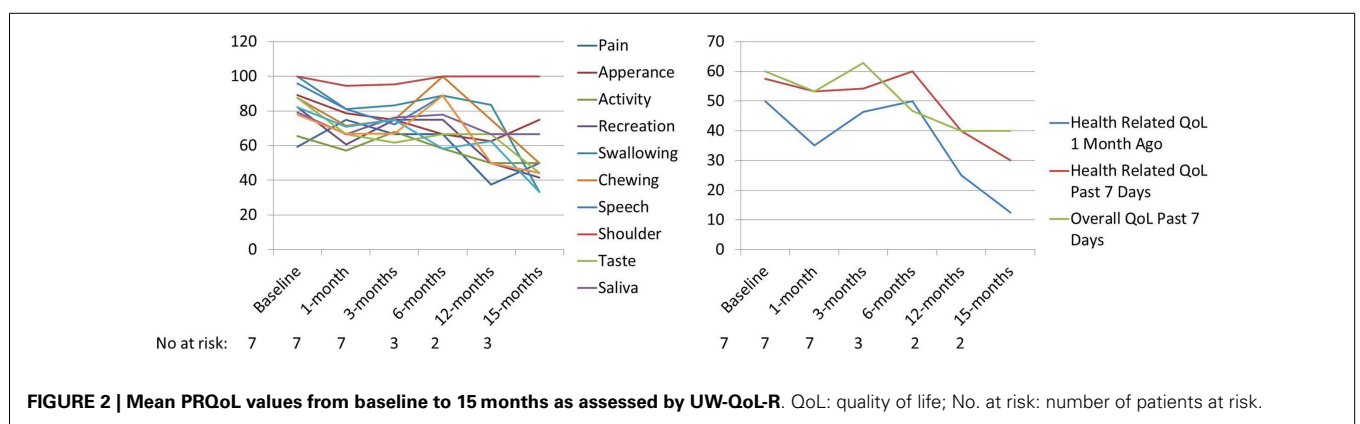 120
100
80
60
40
20
0
Baseline
1-month
3-months
6-months
12-months
15-months
Pain
Apperance
Activity
Recreation
Swallowing
Chewing
Speech
Shoulder
Taste
Saliva
No at risk: 7 7 7 3 2 3
70
60
50
40
30
20
10
0
Baseline
1-month
3-months
6-months
12-months
15-months
Health Related QoL
1 Month Ago
Health Related QoL
Past 7 Days
Overall QoL Past 7
Days
7 7 7 3 2 2
FIGURE 2 | Mean PRQoL values from baseline to 15 months as assessed by UW-QoL-R. QoL: quality of life; No. at risk: number of patients at risk.